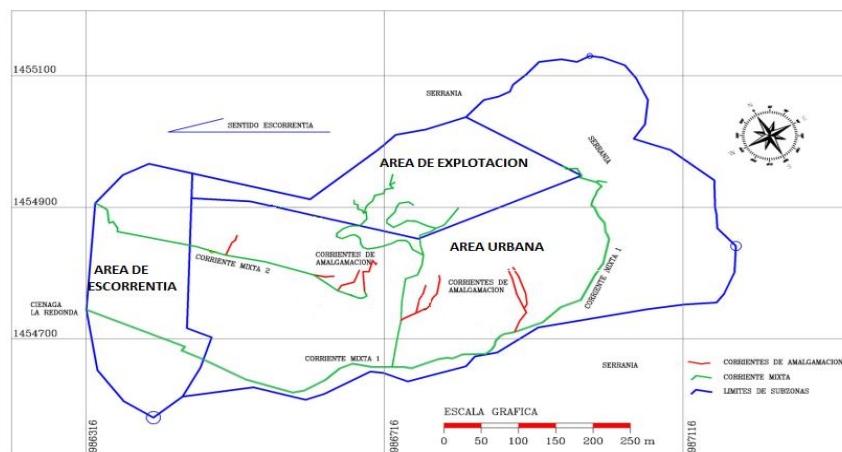 1455100
SERRANIA
SENTIDO ESCORRENTIA
SERRANIA
AREA DE EXPLOTACION
1454900
AREA URBANA
CORRIENTES DE
AMALGAMACION
CORRIENTE MIXTA 2
AREA DE
ESCORRENTIA
CORRIENTES DE
AMALGAMACION
CORRIENTE MIXTA 1
CIENAGA
LA REDONDA
1454700
CORRIENTE MIXTA 1
SERRANIA
CORRIENTES DE AMALGAMACION
CORRIENTE MIXTA
LIMITES DE SUBZONAS
ESCALA GRAFICA
0 50 100 150 200 250 m
986316
986716
987116